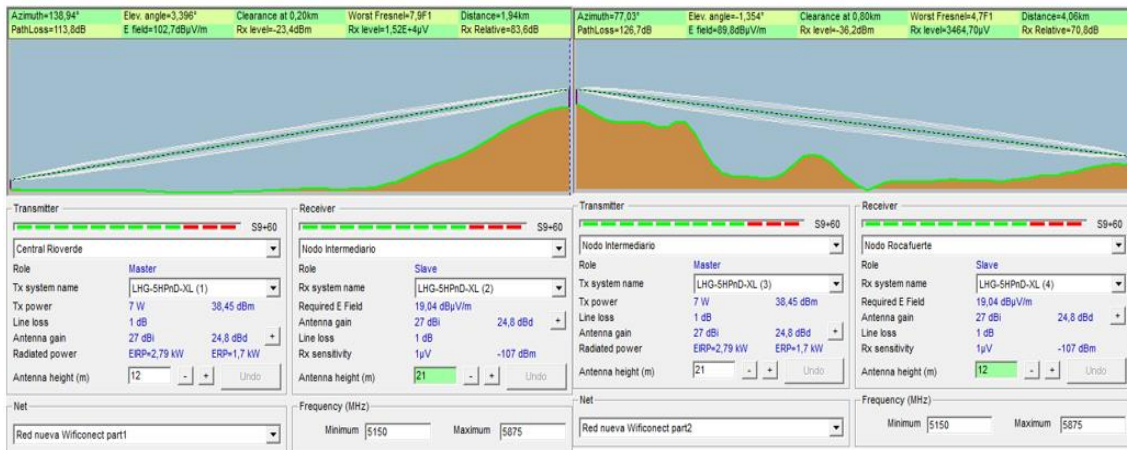 Azimuth=138,94° Elev. angle=3,396° Clearance at 0,20km Worst Fresnel=7,9F1 Distance=1,94km
PathLoss=113,8dB E field=102,7dBµV/m Rx level=-23,4dBm Rx level=1,52E+4µV Rx Relative=83,6dB
Transmitter
S9+60
Central Rioverde
Role Master
Tx system name LHG-5HPnD-XL (1)
Tx power 7 W 38,45 dBm
Line loss 1 dB
Antenna gain 27 dBi 24,8 dBd +
Radiated power EIRP=2,79 kW ERP=1,7 kW
Antenna height (m) 12 - + Undo
Net
Red nueva Wificonect part1
Receiver
S9+60
Nodo Intermediario
Role Slave
Rx system name LHG-5HPnD-XL (2)
Required E Field 19,04 dBµV/m
Antenna gain 27 dBi 24,8 dBd +
Line loss 1 dB
Rx sensitivity 1µV -107 dBm
Antenna height (m) 21 - + Undo
Frequency (MHz)
Minimum 5150 Maximum 5875
Azimuth=77,03° Elev. angle=-1,354° Clearance at 0,80km Worst Fresnel=4,7F1 Distance=4,06km
PathLoss=126,7dB E field=89,8dBµV/m Rx level=-36,2dBm Rx level=3464,70µV Rx Relative=70,8dB
Transmitter
S9+60
Nodo Intermediario
Role Master
Tx system name LHG-5HPnD-XL (3)
Tx power 7 W 38,45 dBm
Line loss 1 dB
Antenna gain 27 dBi 24,8 dBd +
Radiated power EIRP=2,79 kW ERP=1,7 kW
Antenna height (m) 21 - + Undo
Net
Red nueva Wificonect part2
Receiver
S9+60
Nodo Rocafuerte
Role Slave
Rx system name LHG-5HPnD-XL (4)
Required E Field 19,04 dBµV/m
Antenna gain 27 dBi 24,8 dBd +
Line loss 1 dB
Rx sensitivity 1µV -107 dBm
Antenna height (m) 12 - + Undo
Frequency (MHz)
Minimum 5150 Maximum 5875